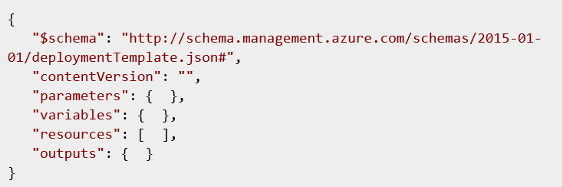 {
"$schema": "http://schema.management.azure.com/schemas/2015-01-
01/deploymentTemplate.json#",
"contentVersion": "",
"parameters": {  },
"variables": {  },
"resources": [  ],
"outputs": {  }
}